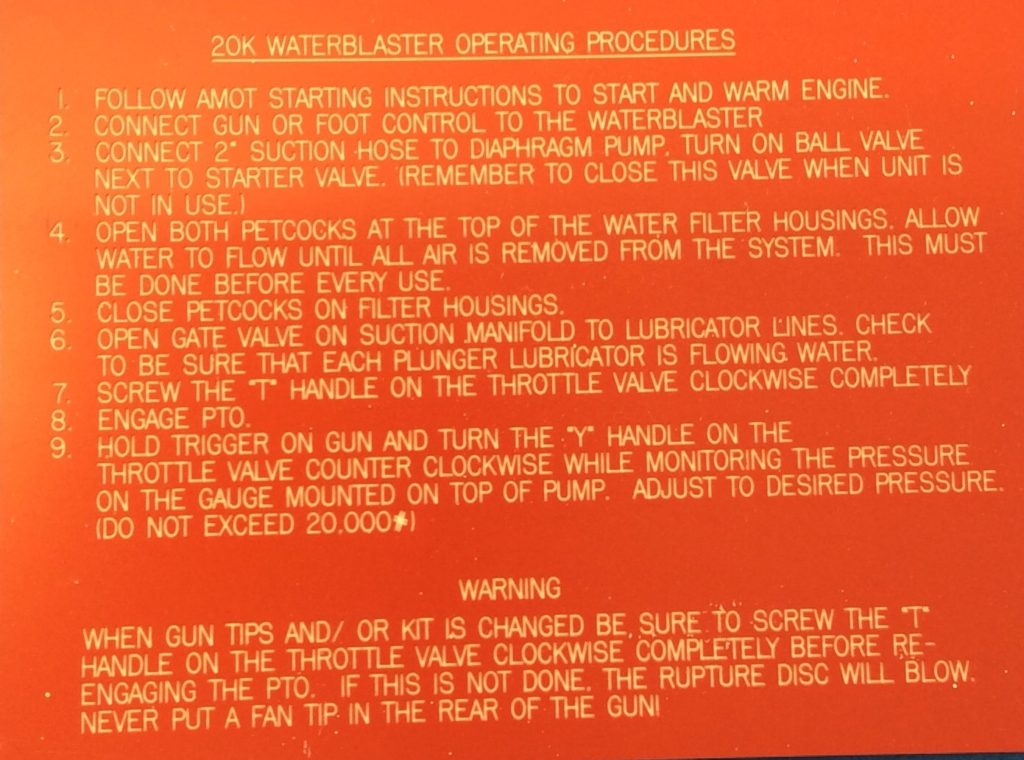 20K WATERBLASTER OPERATING PROCEDURES
1. FOLLOW AMOT STARTING INSTRUCTIONS TO START AND WARM ENGINE.
2. CONNECT GUN OR FOOT CONTROL TO THE WATERBLASTER
3. CONNECT 2" SUCTION HOSE TO DIAPHRAGM PUMP. TURN ON BALL VALVE
NEXT TO STARTER VALVE. (REMEMBER TO CLOSE THIS VALVE WHEN UNIT IS
NOT IN USE.)
4. OPEN BOTH PETCOCKS AT THE TOP OF THE WATER FILTER HOUSINGS. ALLOW
WATER TO FLOW UNTIL ALL AIR IS REMOVED FROM THE SYSTEM. THIS MUST
BE DONE BEFORE EVERY USE.
5. CLOSE PETCOCKS ON FILTER HOUSINGS.
6. OPEN GATE VALVE ON SUCTION MANIFOLD TO LUBRICATOR LINES. CHECK
TO BE SURE THAT EACH PLUNGER LUBRICATOR IS FLOWING WATER.
7. SCREW THE "T" HANDLE ON THE THROTTLE VALVE CLOCKWISE COMPLETELY
8. ENGAGE PTO.
9. HOLD TRIGGER ON GUN AND TURN THE "Y" HANDLE ON THE
THROTTLE VALVE COUNTER CLOCKWISE WHILE MONITORING THE PRESSURE
ON THE GAUGE MOUNTED ON TOP OF PUMP. ADJUST TO DESIRED PRESSURE.
(DO NOT EXCEED 20,000#)
WARNING
WHEN GUN TIPS AND/ OR KIT IS CHANGED BE SURE TO SCREW THE "T"
HANDLE ON THE THROTTLE VALVE CLOCKWISE COMPLETELY BEFORE RE-
ENGAGING THE PTO. IF THIS IS NOT DONE, THE RUPTURE DISC WILL BLOW.
NEVER PUT A FAN TIP IN THE REAR OF THE GUN!